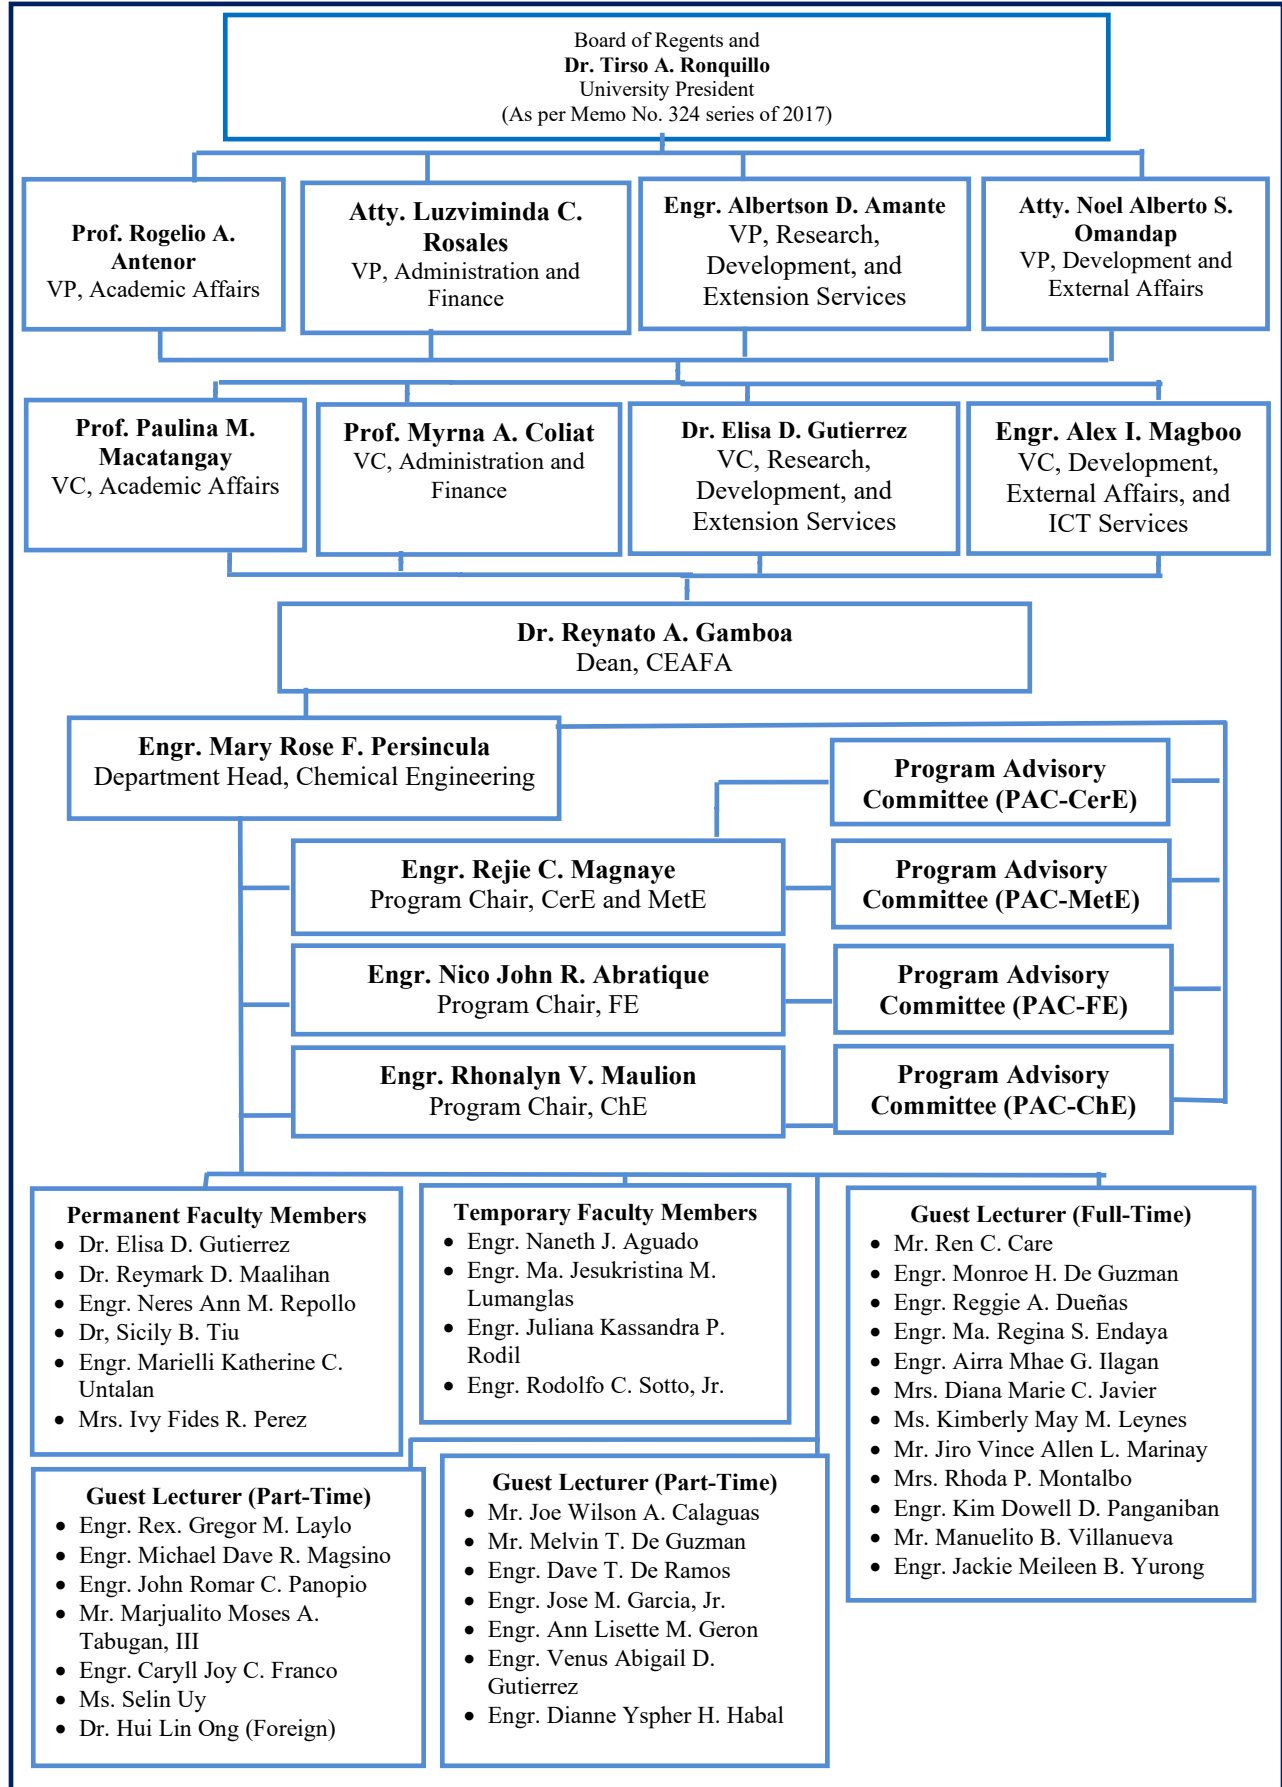 Board of Regents and
Dr. Tirso A. Ronquillo
University President
(As per Memo No. 324 series of 2017)
Prof. Rogelio A.
Antenor
VP, Academic Affairs
Atty. Luzviminda C.
Rosales
VP, Administration and
Finance
Engr. Albertson D. Amante
VP, Research,
Development, and
Extension Services
Atty. Noel Alberto S.
Omandap
VP, Development and
External Affairs
Prof. Paulina M.
Macatangay
VC, Academic Affairs
Prof. Myrna A. Coliat
VC, Administration and
Finance
Dr. Elisa D. Gutierrez
VC, Research,
Development, and
Extension Services
Engr. Alex I. Magboo
VC, Development,
External Affairs, and
ICT Services
Dr. Reynato A. Gamboa
Dean, CEAFA
Engr. Mary Rose F. Persincula
Department Head, Chemical Engineering
Program Advisory
Committee (PAC-CerE)
Engr. Rejie C. Magnaye
Program Chair, CerE and MetE
Program Advisory
Committee (PAC-MetE)
Engr. Nico John R. Abratique
Program Chair, FE
Program Advisory
Committee (PAC-FE)
Engr. Rhonalyn V. Maulion
Program Chair, ChE
Program Advisory
Committee (PAC-ChE)
Permanent Faculty Members
• Dr. Elisa D. Gutierrez
• Dr. Reymark D. Maalihan
• Engr. Neres Ann M. Repollo
• Dr, Sicily B. Tiu
• Engr. Marielli Katherine C.
Untalan
• Mrs. Ivy Fides R. Perez
Temporary Faculty Members
• Engr. Naneth J. Aguado
• Engr. Ma. Jesukristina M.
Lumanglas
• Engr. Juliana Kassandra P.
Rodil
• Engr. Rodolfo C. Sotto, Jr.
Guest Lecturer (Full-Time)
• Mr. Ren C. Care
• Engr. Monroe H. De Guzman
• Engr. Reggie A. Dueñas
• Engr. Ma. Regina S. Endaya
• Engr. Airra Mhae G. Ilagan
• Mrs. Diana Marie C. Javier
• Ms. Kimberly May M. Leynes
• Mr. Jiro Vince Allen L. Marinay
• Mrs. Rhoda P. Montalbo
• Engr. Kim Dowell D. Panganiban
• Mr. Manuelito B. Villanueva
• Engr. Jackie Meileen B. Yurong
Guest Lecturer (Part-Time)
• Engr. Rex. Gregor M. Laylo
• Engr. Michael Dave R. Magsino
• Engr. John Romar C. Panopio
• Mr. Marjualito Moses A.
Tabugan, III
• Engr. Caryll Joy C. Franco
• Ms. Selin Uy
• Dr. Hui Lin Ong (Foreign)
Guest Lecturer (Part-Time)
• Mr. Joe Wilson A. Calaguas
• Mr. Melvin T. De Guzman
• Engr. Dave T. De Ramos
• Engr. Jose M. Garcia, Jr.
• Engr. Ann Lisette M. Geron
• Engr. Venus Abigail D.
Gutierrez
• Engr. Dianne Yspher H. Habal